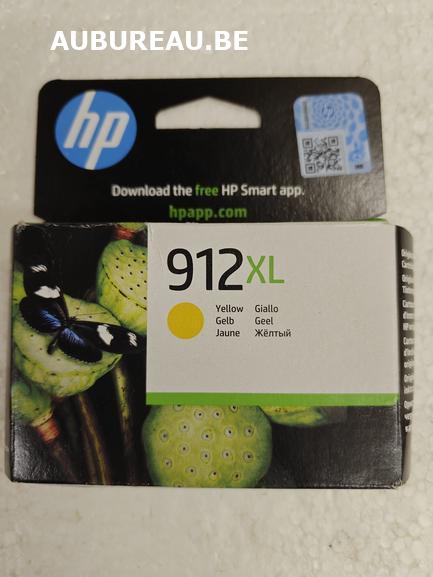 AUBUREAU.BE
hp
Download the free HP Smart app.
hpapp.com
912XL
Yellow Giallo
Gelb Geel
Jaune Жёлтый